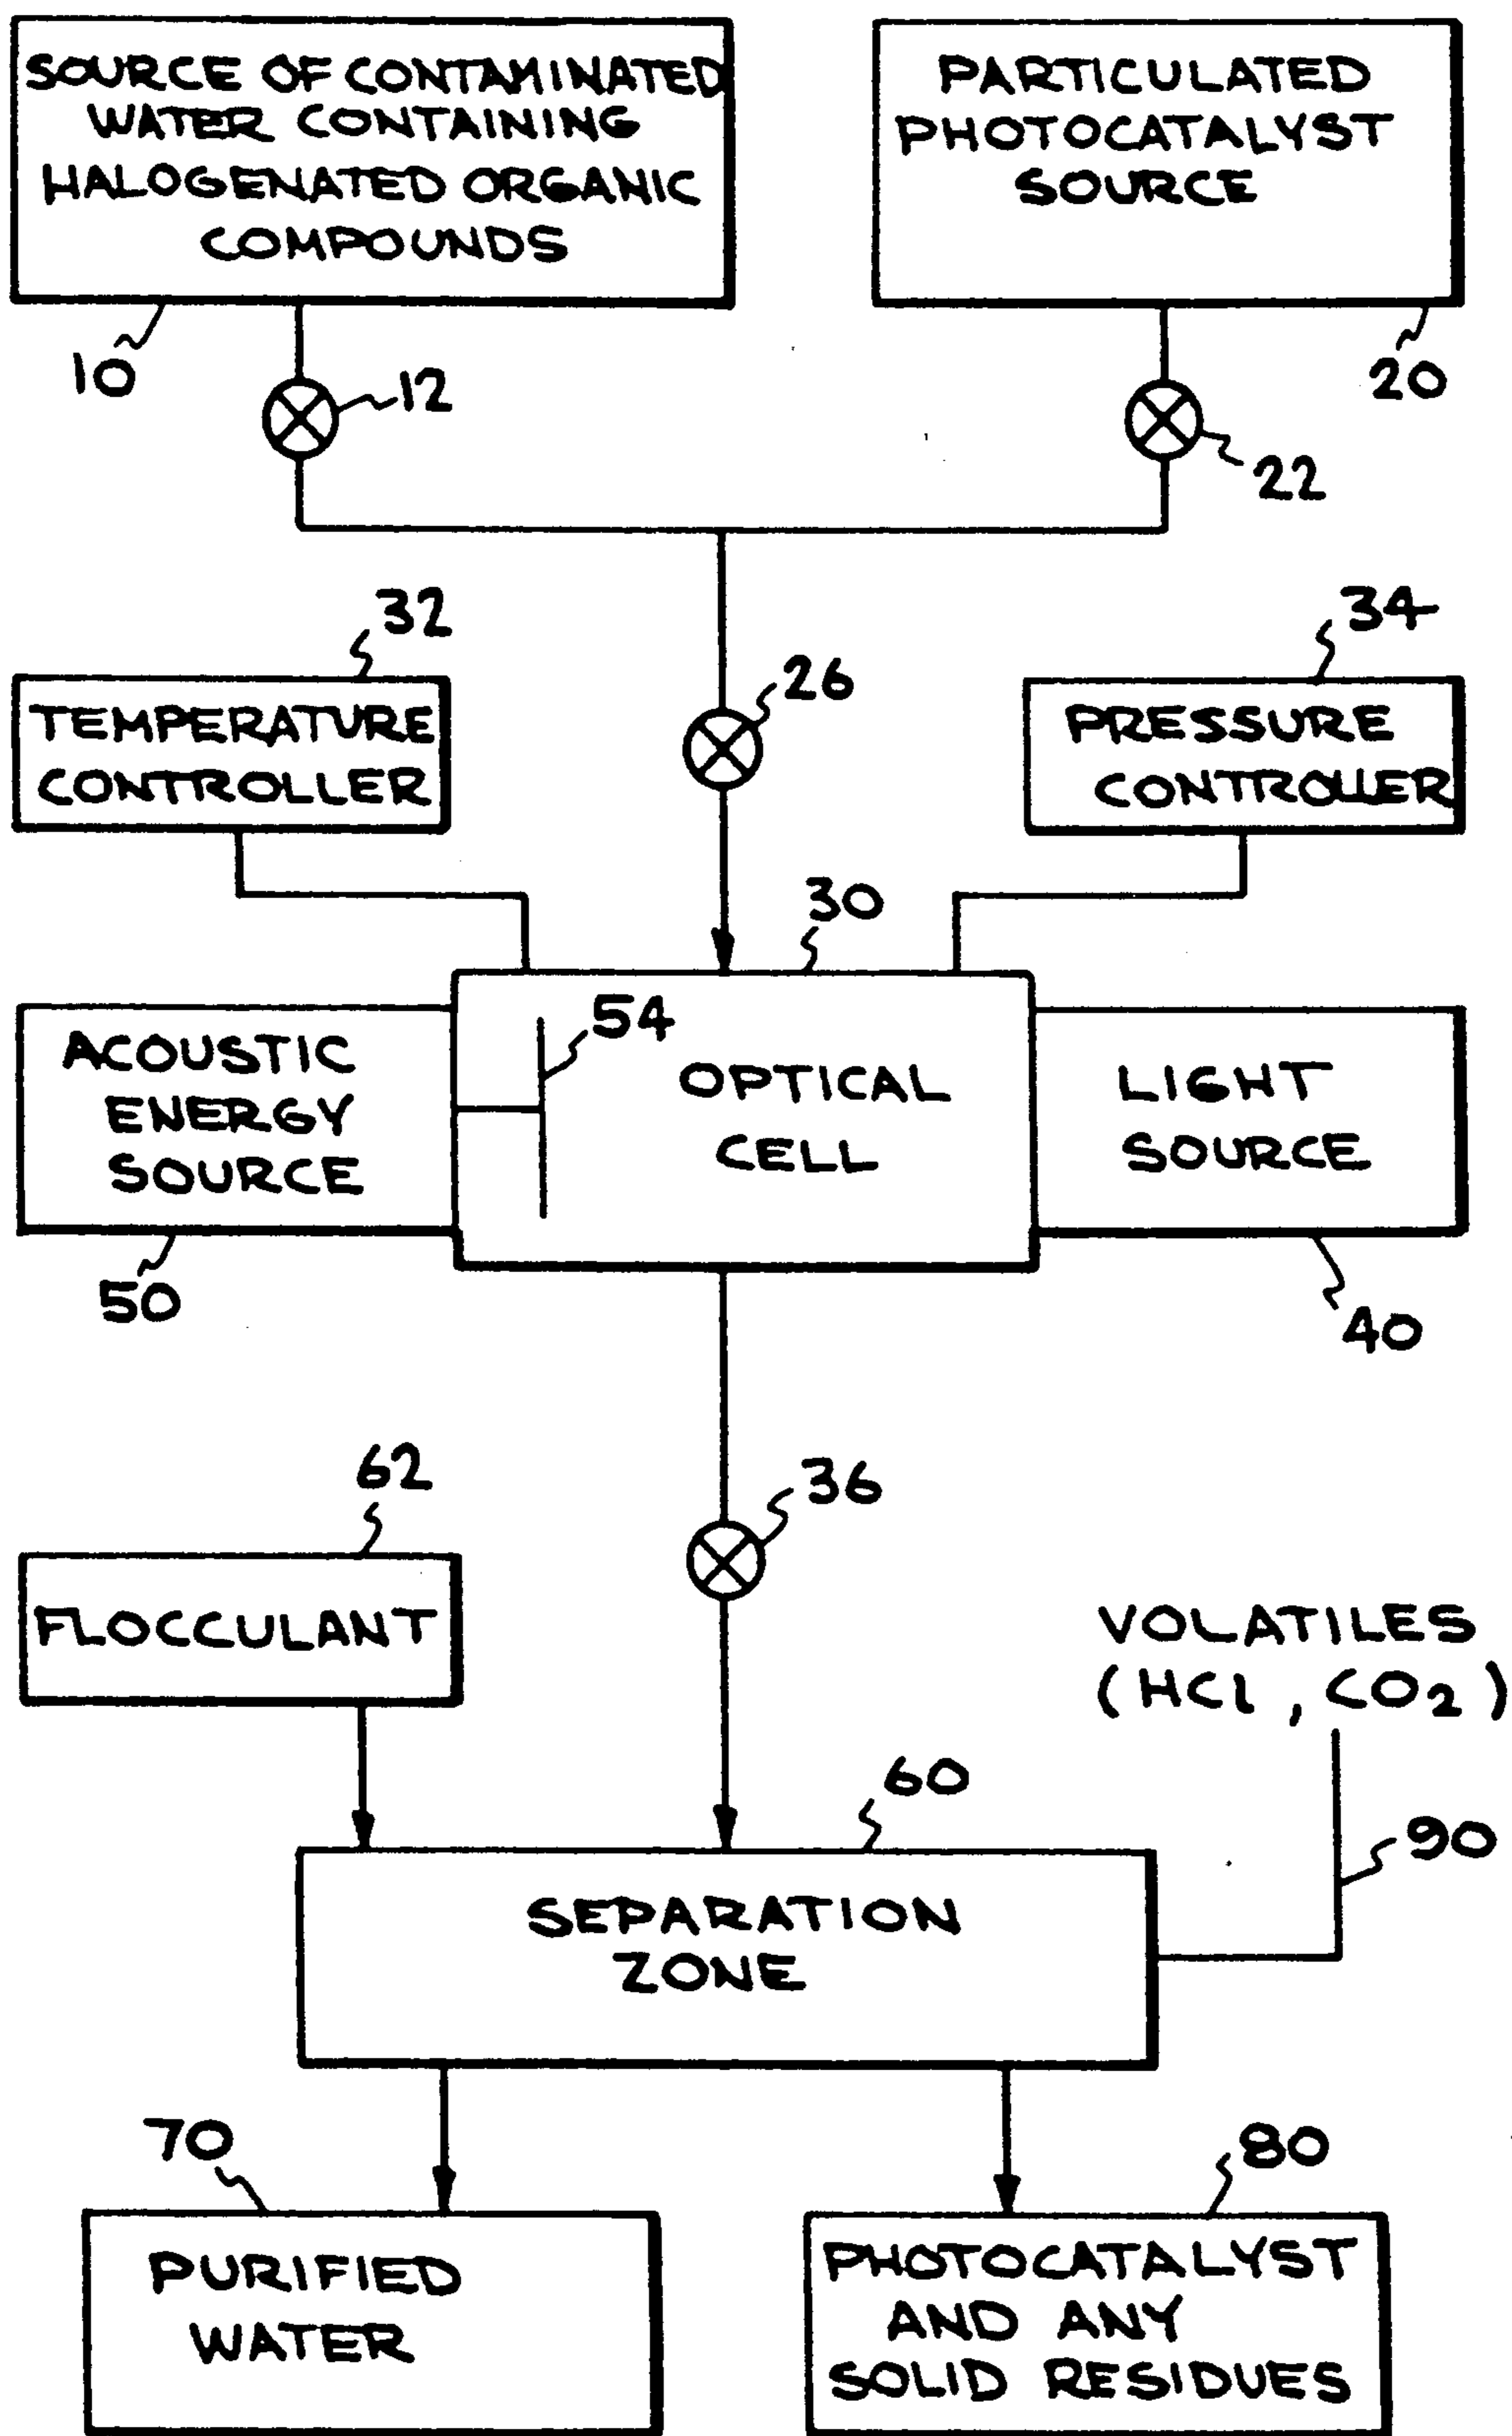 SOURCE OF CONTAMINATED
WATER CONTAINING
HALOGENATED ORGANIC
COMPOUNDS
PARTICULATED
PHOTOCATALYST
SOURCE
10
12
20
22
32
34
26
TEMPERATURE
CONTROLLER
PRESSURE
CONTROLLER
30
54
ACOUSTIC
ENERGY
SOURCE
OPTICAL
CELL
LIGHT
SOURCE
50
40
62
36
FLOCCULANT
VOLATILES
(HCl, CO2)
60
90
SEPARATION
ZONE
70
80
PURIFIED
WATER
PHOTOCATALYST
AND ANY
SOLID RESIDUES